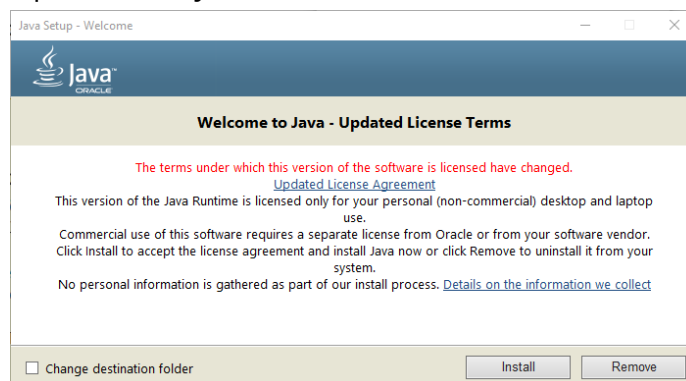 Java Setup - Welcome
Java™
ORACLE
Welcome to Java - Updated License Terms
The terms under which this version of the software is licensed have changed.
Updated License Agreement
This version of the Java Runtime is licensed only for your personal (non-commercial) desktop and laptop
use.
Commercial use of this software requires a separate license from Oracle or from your software vendor.
Click Install to accept the license agreement and install Java now or click Remove to uninstall it from your
system.
No personal information is gathered as part of our install process. Details on the information we collect
Change destination folder
Install
Remove